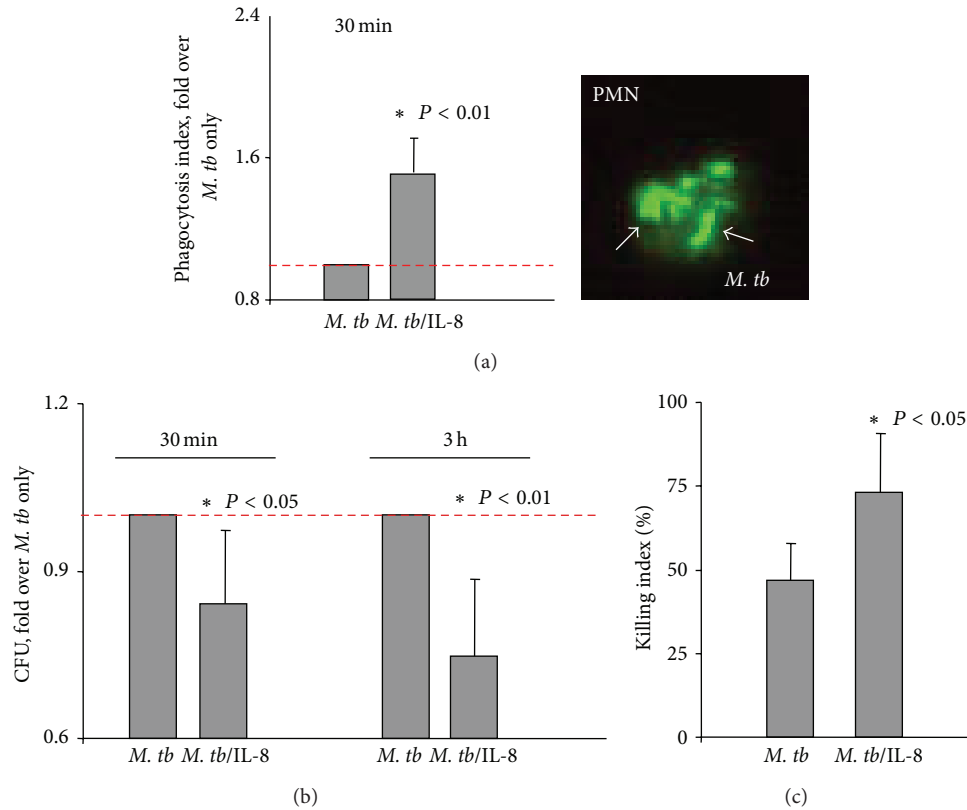 Phagocytosis index, fold over
M. tb only
2.4
1.6
0.8
30 min
* P < 0.01
M. tb M. tb/IL-8
PMN
M. tb
(a)
CFU, fold over M. tb only
1.2
0.9
0.6
30 min
3 h
* P < 0.05
* P < 0.01
M. tb M. tb/IL-8
M. tb M. tb/IL-8
(b)
Killing index (%)
100
75
50
25
0
* P < 0.05
M. tb M. tb/IL-8
(c)